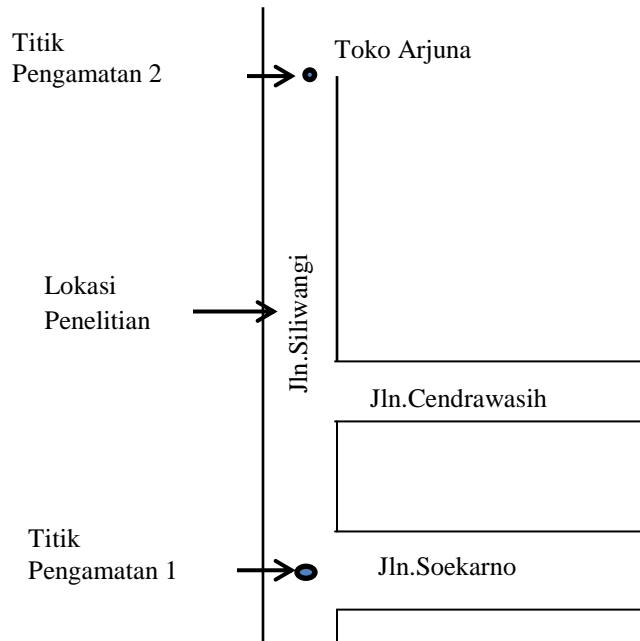 Titik
Pengamatan 2
Toko Arjuna
Lokasi
Penelitian
Jln.Siliwangi
Jln.Cendrawasih
Titik
Pengamatan 1
Jln.Soekarno